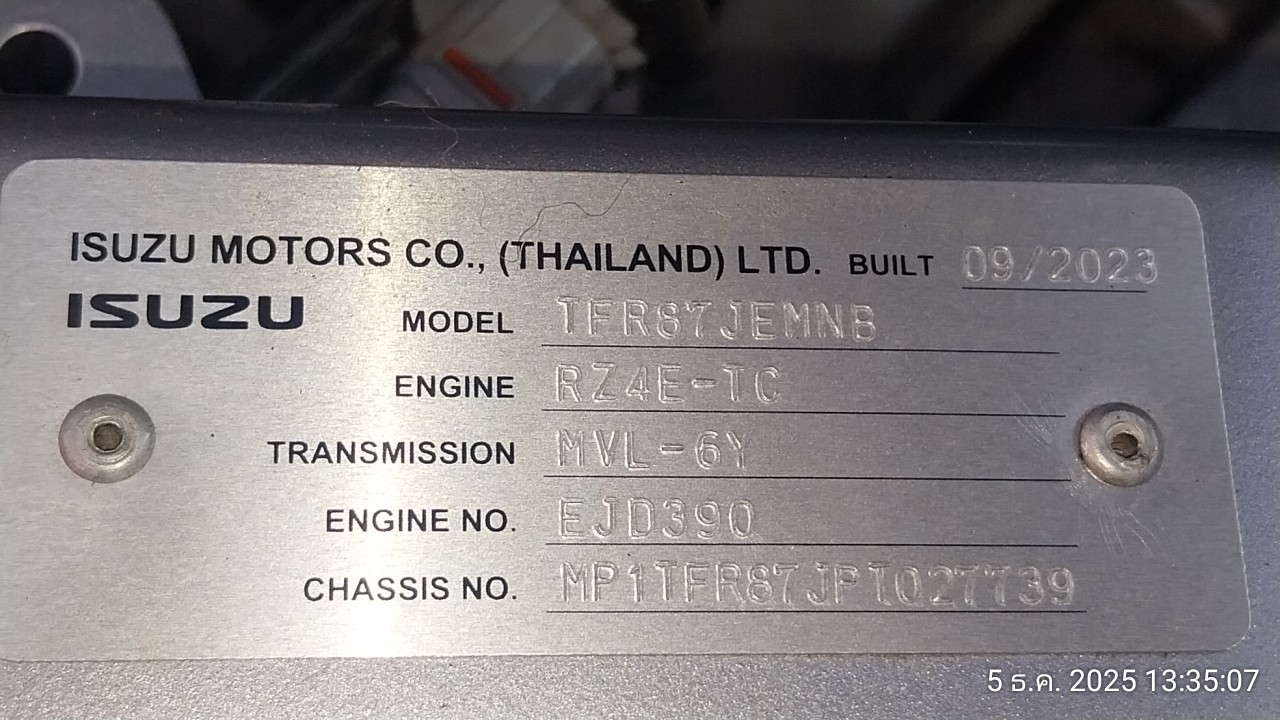 ISUZU MOTORS CO., (THAILAND) LTD. BUILT 09/2023
ISUZU MODEL TFR87JEMNB
ENGINE RZ4E-TC
TRANSMISSION MVL-6Y
ENGINE NO. EJD390
CHASSIS NO. MP1TFR87JPT027739
5 ธ.ค. 2025 13:35:07